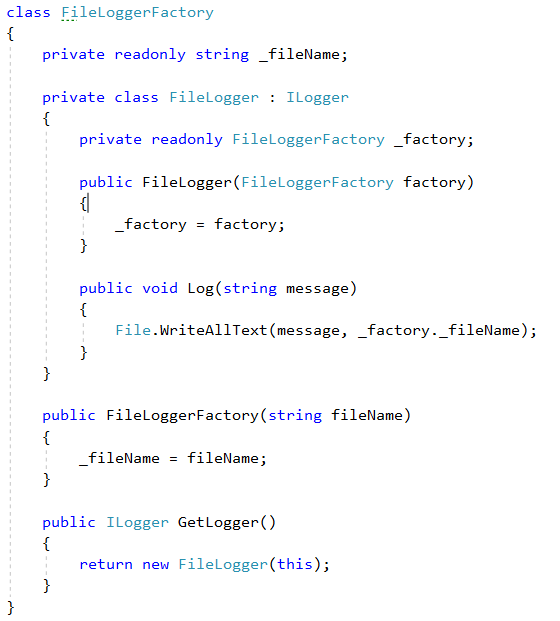 class FileLoggerFactory
{
    private readonly string _fileName;

    private class FileLogger : ILogger
    {
        private readonly FileLoggerFactory _factory;

        public FileLogger(FileLoggerFactory factory)
        {
            _factory = factory;
        }

        public void Log(string message)
        {
            File.WriteAllText(message, _factory._fileName);
        }
    }

    public FileLoggerFactory(string fileName)
    {
        _fileName = fileName;
    }

    public ILogger GetLogger()
    {
        return new FileLogger(this);
    }
}